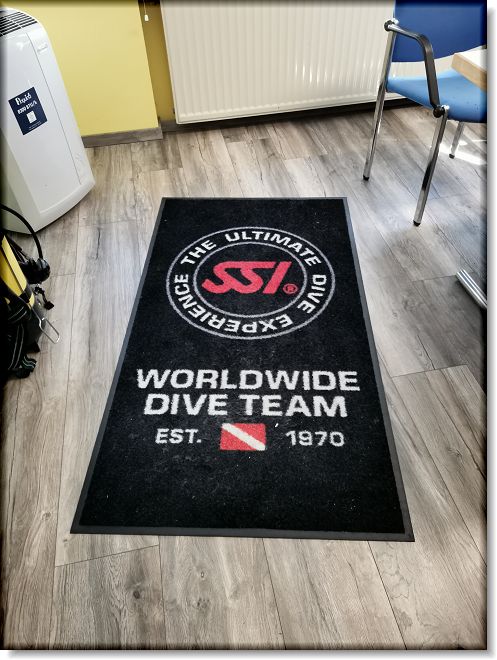 THE ULTIMATE DIVE EXPERIENCE
SSI®
WORLDWIDE
DIVE TEAM
EST. 1970